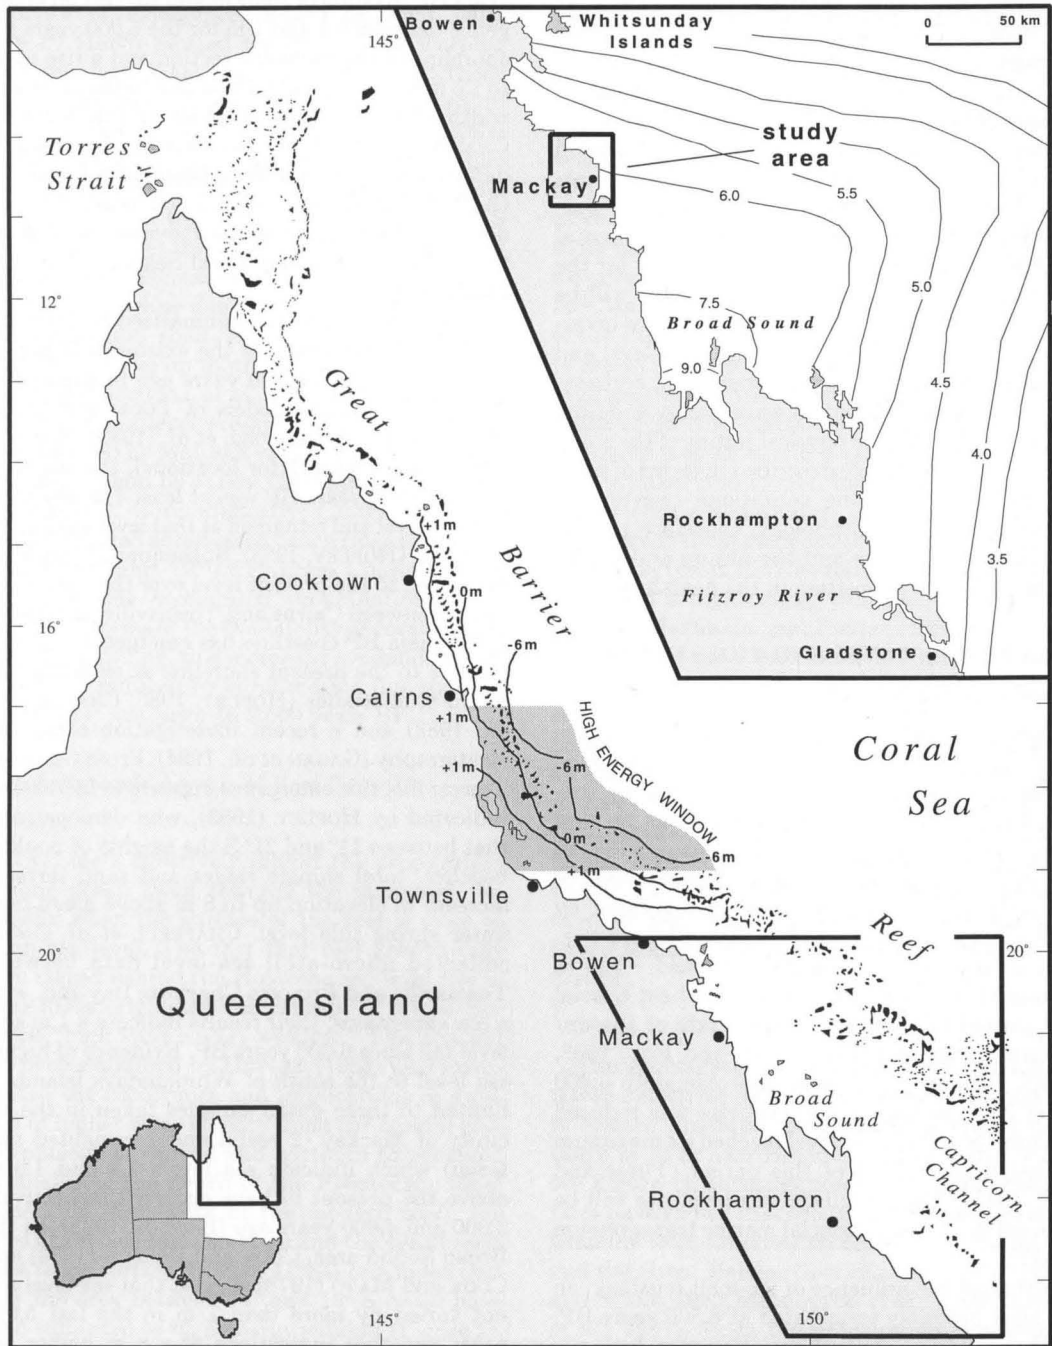 145°
Bowen
Whitsunday
Islands
0
50 km
Torres
Strait
study
area
Mackay
6.0
5.5
12°
7.5
Broad Sound
5.0
9.0
4.5
Great
4.0
+1m
Rockhampton
Barrier
3.5
Cooktown
0m
Fitzroy River
16°
-6m
Gladstone
Cairns
+1m
HIGH ENERGY WINDOW
Coral
Sea
+1m
-6m
0m
-6m
+1m
Townsville
Reef
20°
20°
Bowen
Queensland
Mackay
Broad
Sound
Capricorn
Channel
Rockhampton
145°
150°